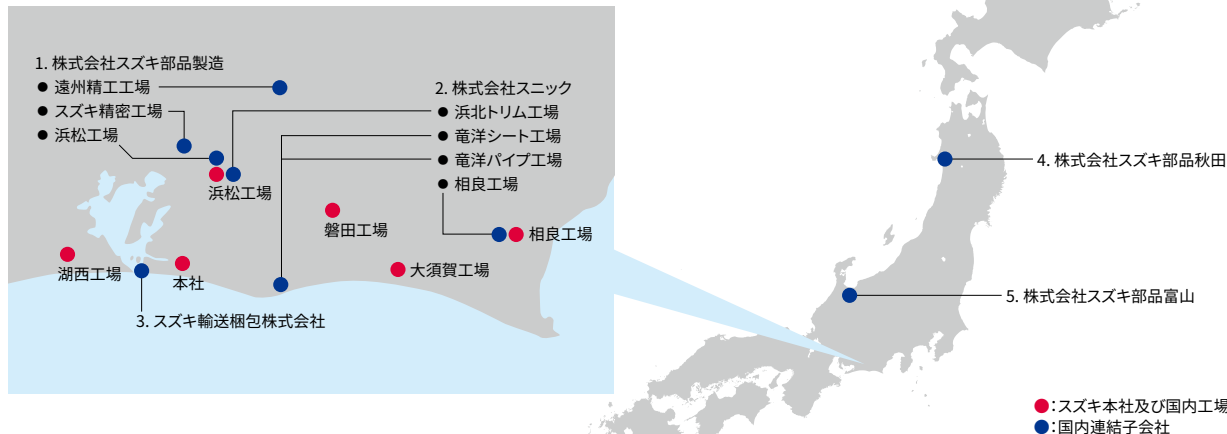 1. 株式会社スズキ部品製造
● 遠州精工工場
● スズキ精密工場
● 浜松工場
2. 株式会社スニック
● 浜北トリム工場
● 竜洋シート工場
● 竜洋パイプ工場
● 相良工場
浜松工場
磐田工場
相良工場
湖西工場
本社
大須賀工場
3. スズキ輸送梱包株式会社
4. 株式会社スズキ部品秋田
5. 株式会社スズキ部品富山
●:スズキ本社及び国内工場
●:国内連結子会社